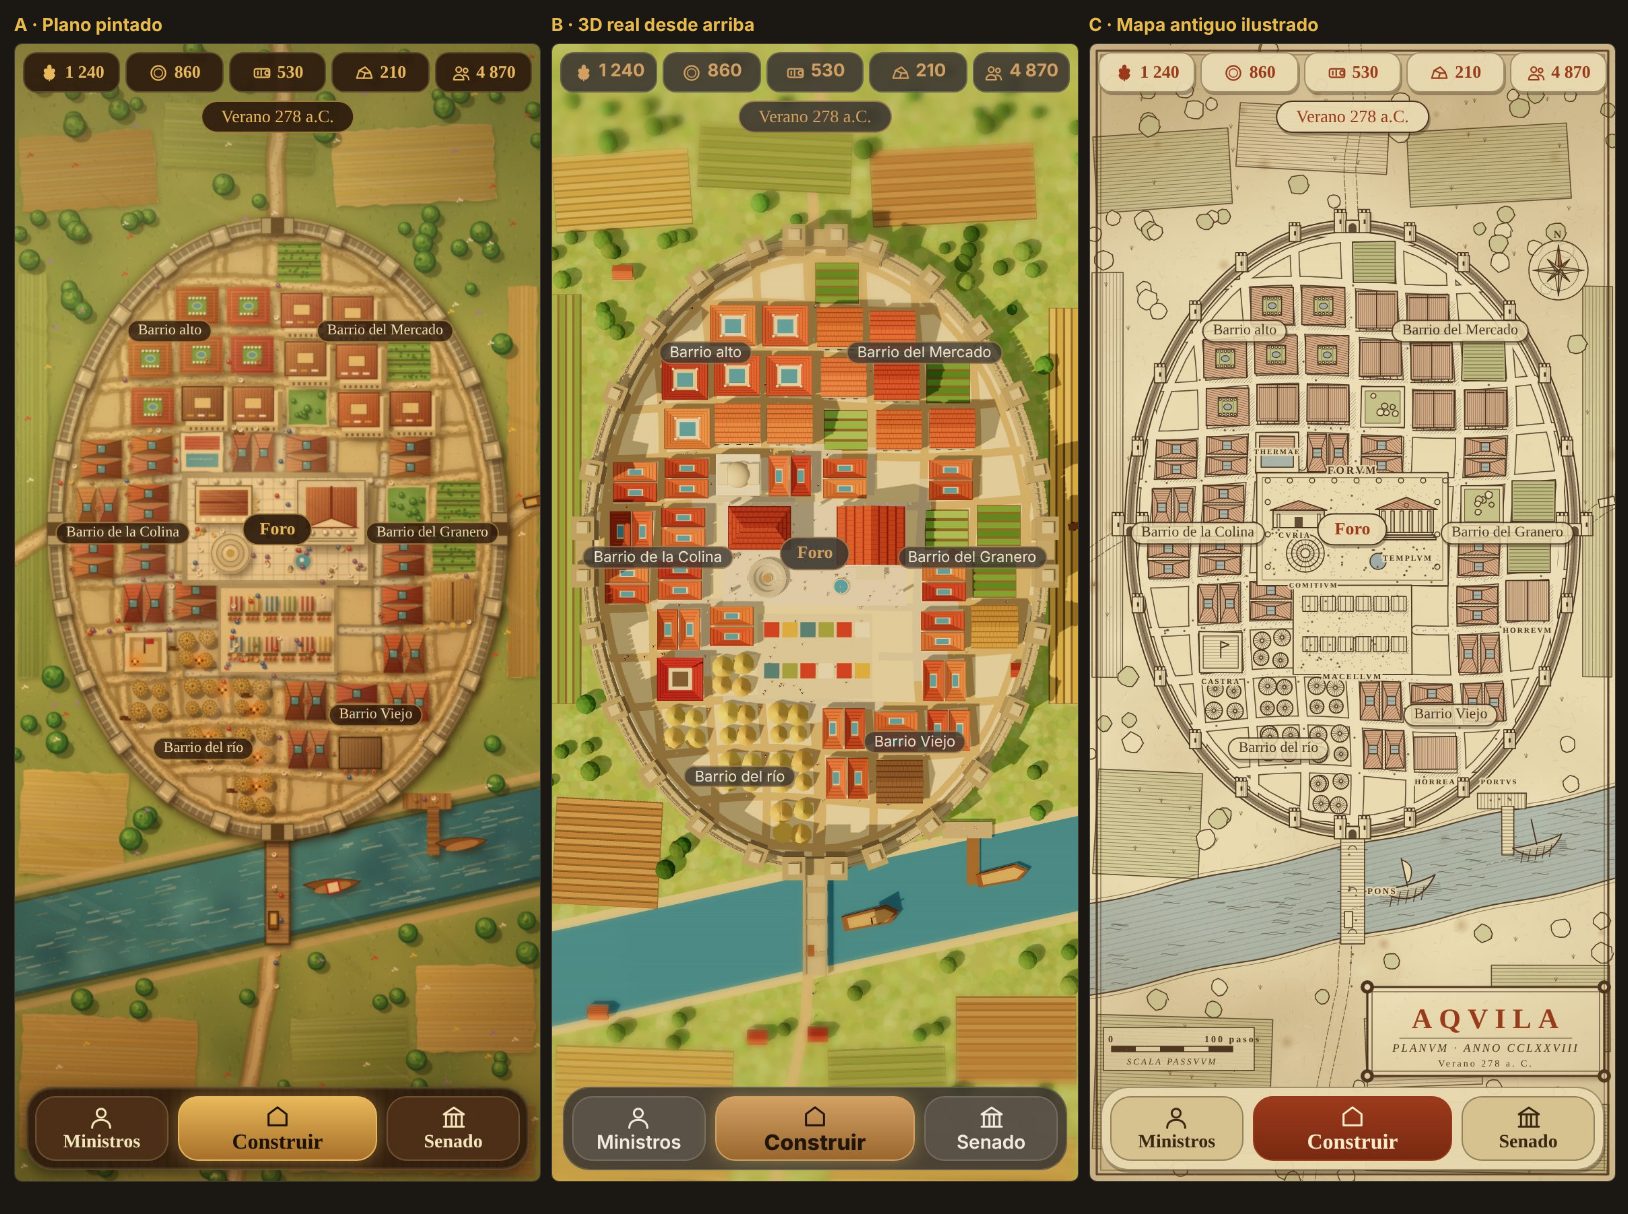 A · Plano pintado
1 240
860
530
210
4 870
Verano 278 a.C.
Barrio alto
Barrio del Mercado
Barrio de la Colina
Foro
Barrio del Granero
Barrio Viejo
Barrio del río
Ministros
Construir
Senado
B · 3D real desde arriba
1 240
860
530
210
4 870
Verano 278 a.C.
Barrio alto
Barrio del Mercado
Barrio de la Colina
Foro
Barrio del Granero
Barrio Viejo
Barrio del río
Ministros
Construir
Senado
C · Mapa antiguo ilustrado
1 240
860
530
210
4 870
Verano 278 a.C.
N
Barrio alto
Barrio del Mercado
THERMAE
FORVM
Barrio de la Colina
Foro
Barrio del Granero
CVRIA
TEMPLVM
COMITIVM
HORREVM
CASTRA
MACELLVM
Barrio Viejo
Barrio del río
HORREA
PORTVS
PONS
AQVILA
PLANVM · ANNO CCLXXVIII
Verano 278 a. C.
0 100 pasos
SCALA PASSVVM
Ministros
Construir
Senado